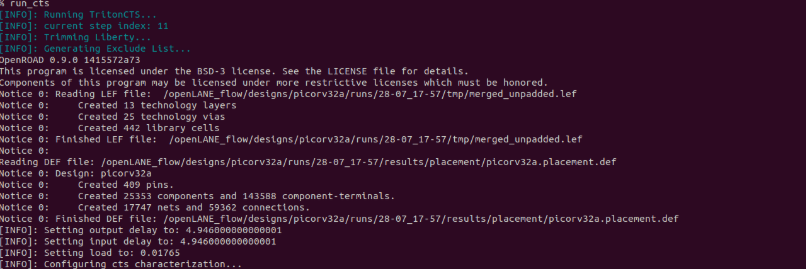 % run_cts
[INFO]: Running TritonCTS...
[INFO]: current step index: 11
[INFO]: Trimming Liberty...
[INFO]: Generating Exclude List...
OpenROAD 0.9.0 1415572a73
This program is licensed under the BSD-3 license. See the LICENSE file for details.
Components of this program may be licensed under more restrictive licenses which must be honored.
Notice 0: Reading LEF file:  /openLANE_flow/designs/picorv32a/runs/28-07_17-57/tmp/merged_unpadded.lef
Notice 0:     Created 13 technology layers
Notice 0:     Created 25 technology vias
Notice 0:     Created 442 library cells
Notice 0: Finished LEF file:  /openLANE_flow/designs/picorv32a/runs/28-07_17-57/tmp/merged_unpadded.lef
Notice 0:
Reading DEF file: /openLANE_flow/designs/picorv32a/runs/28-07_17-57/results/placement/picorv32a.placement.def
Notice 0: Design: picorv32a
Notice 0:     Created 409 pins.
Notice 0:     Created 25353 components and 143588 component-terminals.
Notice 0:     Created 17747 nets and 59362 connections.
Notice 0: Finished DEF file: /openLANE_flow/designs/picorv32a/runs/28-07_17-57/results/placement/picorv32a.placement.def
[INFO]: Setting output delay to: 4.946000000000001
[INFO]: Setting input delay to: 4.946000000000001
[INFO]: Setting load to: 0.01765
[INFO]: Configuring cts characterization...